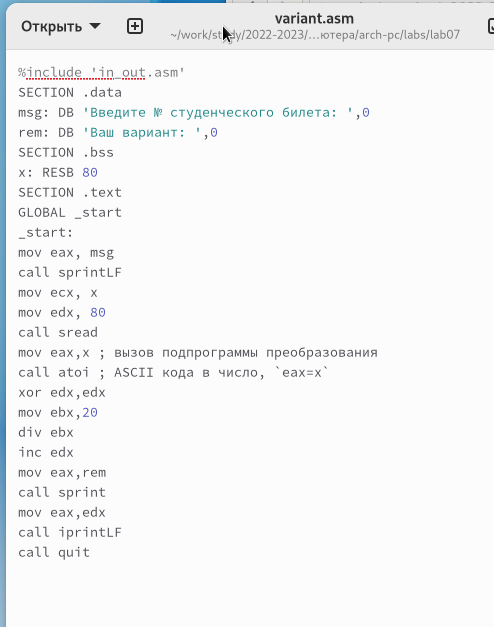 Открыть
variant.asm
~/work/study/2022-2023/...ютера/arch-pc/labs/lab07
%include 'in_out.asm'
SECTION .data
msg: DB 'Введите № студенческого билета: ',0
rem: DB 'Ваш вариант: ',0
SECTION .bss
x: RESB 80
SECTION .text
GLOBAL _start
_start:
mov eax, msg
call sprintLF
mov ecx, x
mov edx, 80
call sread
mov eax,x ; вызов подпрограммы преобразования
call atoi ; ASCII кода в число, `eax=x`
xor edx,edx
mov ebx,20
div ebx
inc edx
mov eax,rem
call sprint
mov eax,edx
call iprintLF
call quit